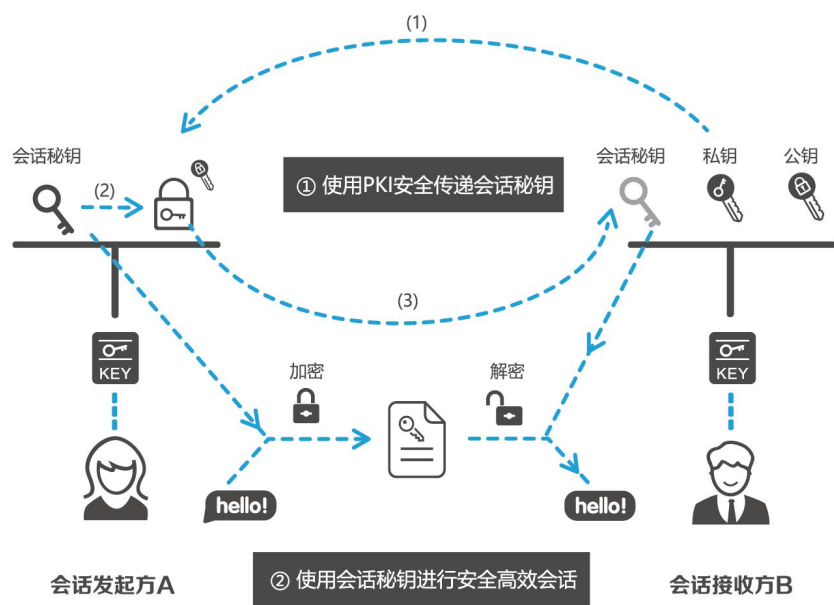 (1)
会话秘钥
会话秘钥
私钥
公钥
(2)
① 使用PKI安全传递会话秘钥
(3)
KEY
KEY
加密
解密
hello!
hello!
会话发起方A
② 使用会话秘钥进行安全高效会话
会话接收方B